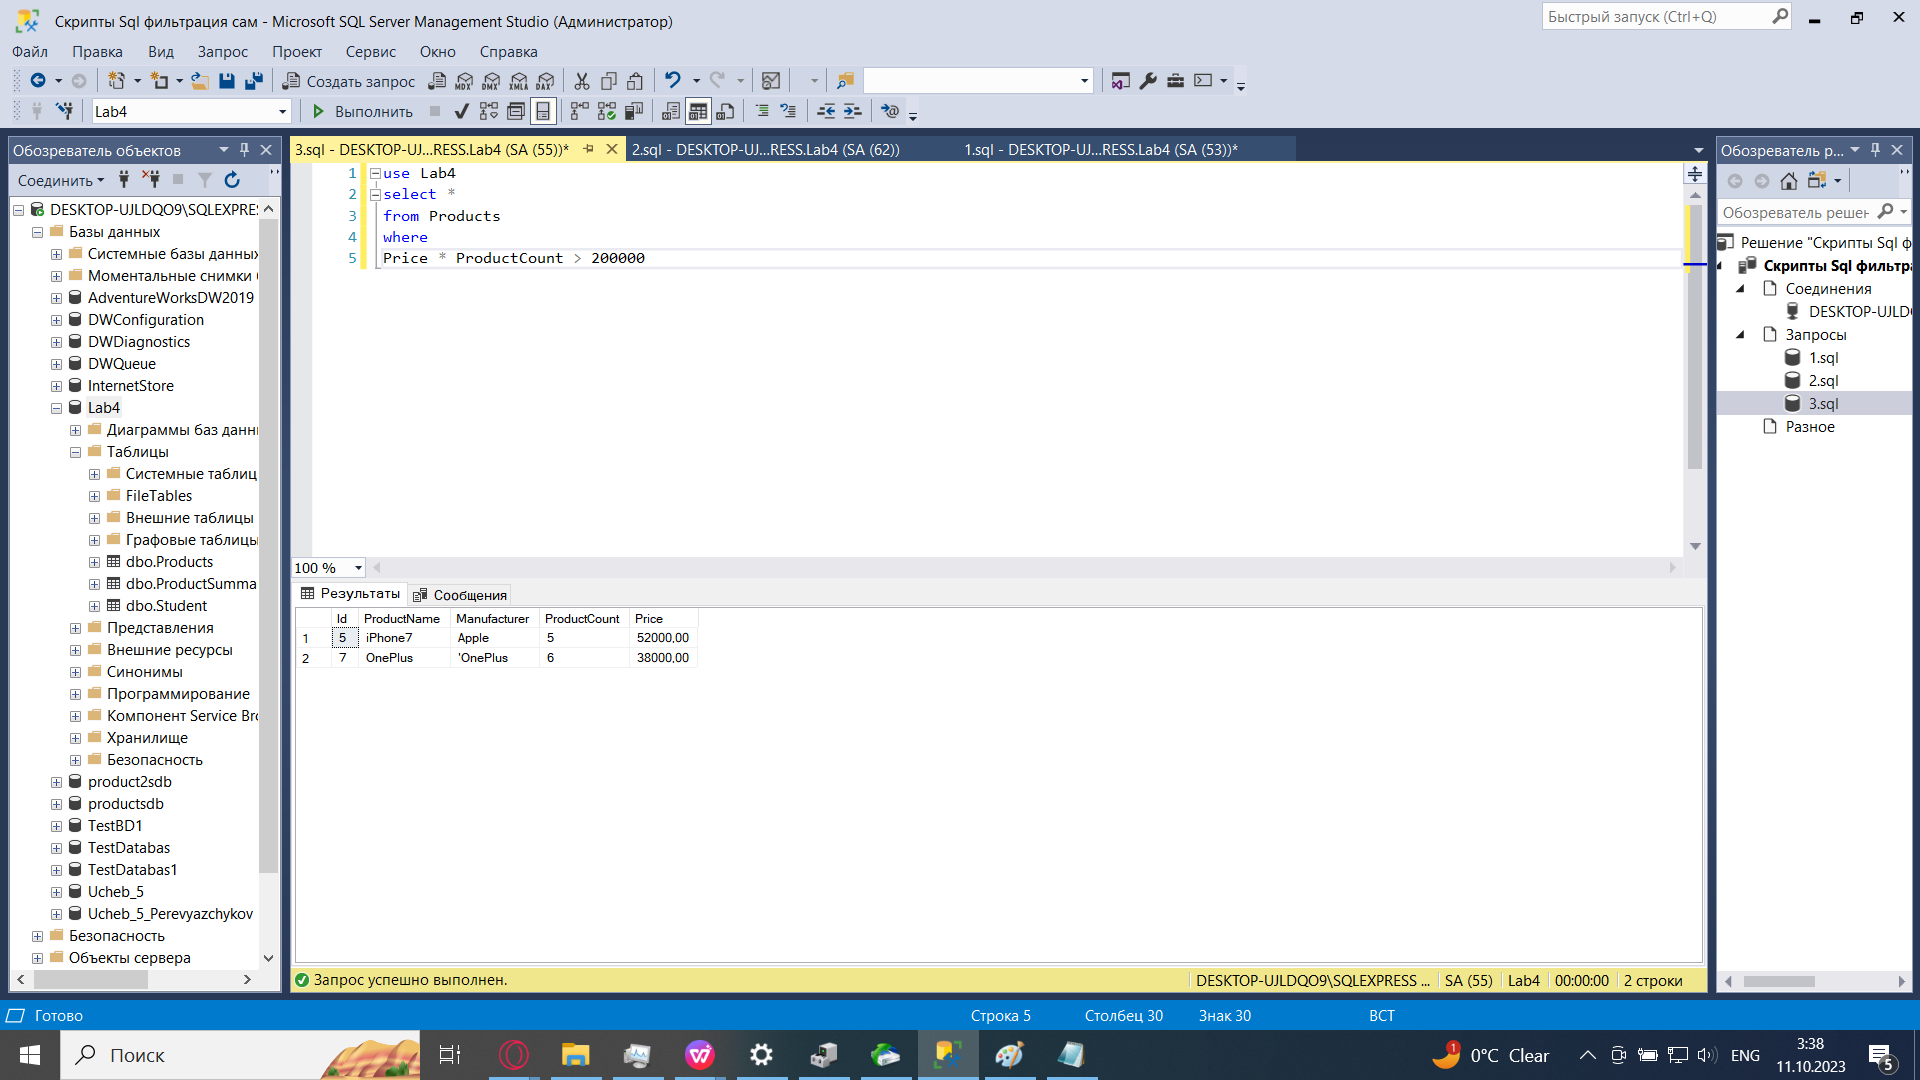 Скрипты Sql фильтрация сам - Microsoft SQL Server Management Studio (Администратор)
Быстрый запуск (Ctrl+Q)
Файл Правка Вид Запрос Проект Сервис Окно Справка
Создать запрос
MDX DMX XMLA DAX
Lab4
Выполнить
Обозреватель объектов
Соединить
DESKTOP-UJLDQO9\SQLEXPRE
Базы данных
Системные базы данных
Моментальные снимки
AdventureWorksDW2019
DWConfiguration
DWDiagnostics
DWQueue
InternetStore
Lab4
Диаграммы баз данн
Таблицы
Системные таблиц
FileTables
Внешние таблицы
Графовые таблицы
dbo.Products
dbo.ProductSumma
dbo.Student
Представления
Внешние ресурсы
Синонимы
Программирование
Компонент Service Bro
Хранилище
Безопасность
product2sdb
productsdb
TestBD1
TestDatabas
TestDatabas1
Ucheb_5
Ucheb_5_Perevyazchykov
Безопасность
Объекты сервера
3.sql - DESKTOP-UJ...RESS.Lab4 (SA (55))*
2.sql - DESKTOP-UJ...RESS.Lab4 (SA (62))
1.sql - DESKTOP-UJ...RESS.Lab4 (SA (53))*
1 use Lab4
2 select *
3 from Products
4 where
5 Price * ProductCount > 200000
100 %
Результаты Сообщения
Id ProductName Manufacturer ProductCount Price
1 5 iPhone7 Apple 5 52000,00
2 7 OnePlus 'OnePlus 6 38000,00
Запрос успешно выполнен.
DESKTOP-UJLDQO9\SQLEXPRESS ... SA (55) Lab4 00:00:00 2 строки
Обозреватель р...
Обозреватель решен
Решение "Скрипты Sql ф
Скрипты Sql фильтра
Соединения
DESKTOP-UJLD
Запросы
1.sql
2.sql
3.sql
Разное
Готово
Строка 5 Столбец 30 Знак 30 ВСТ
Поиск
1
0°C Clear
ENG
3:38
11.10.2023
5